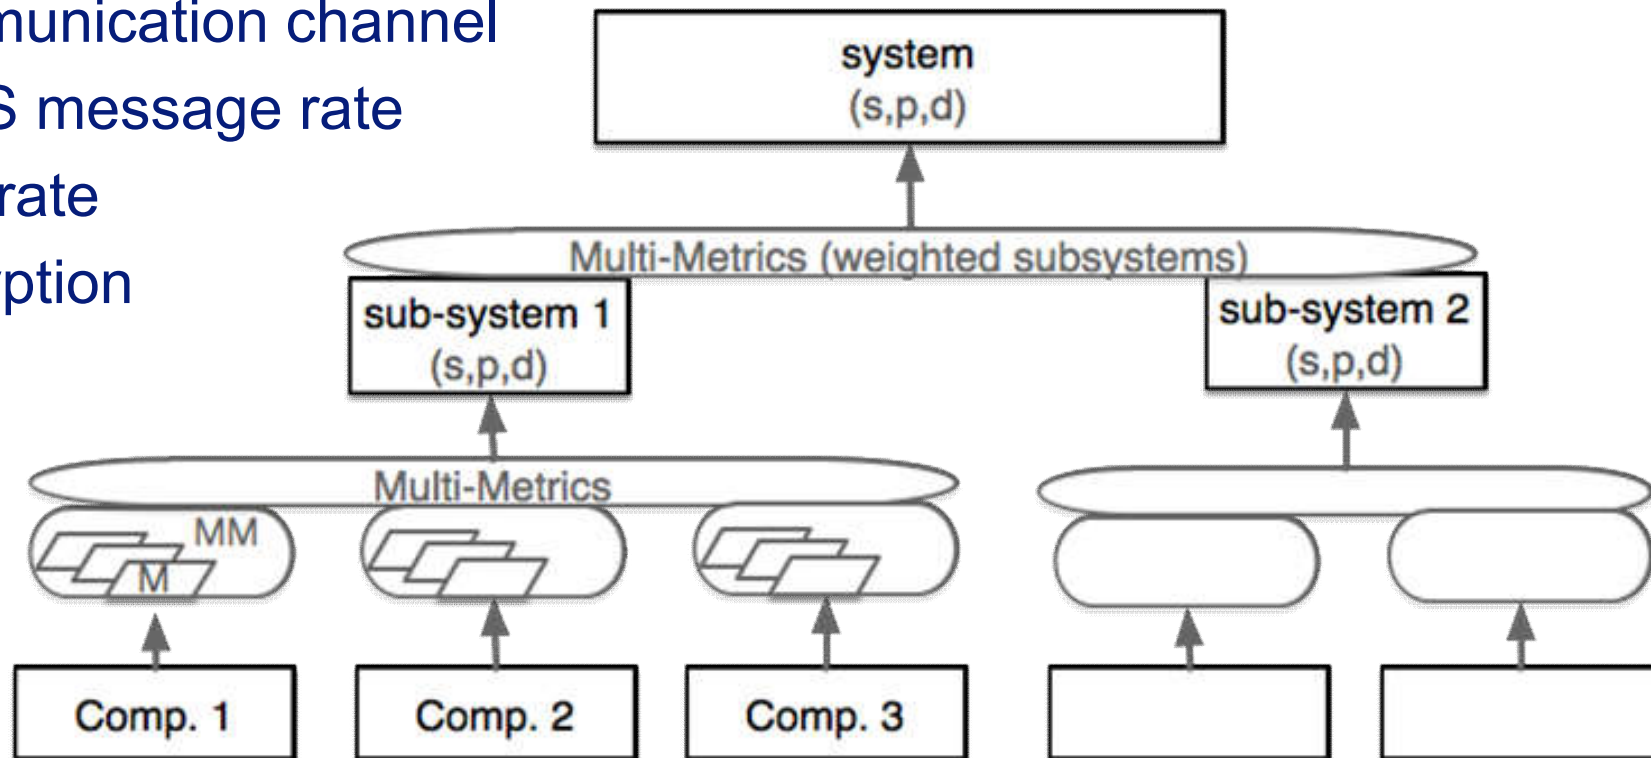 munication channel
S message rate
rate
yption
system
(s,p,d)
Multi-Metrics (weighted subsystems)
sub-system 1
(s,p,d)
sub-system 2
(s,p,d)
Multi-Metrics
MM
M
Comp. 1
Comp. 2
Comp. 3